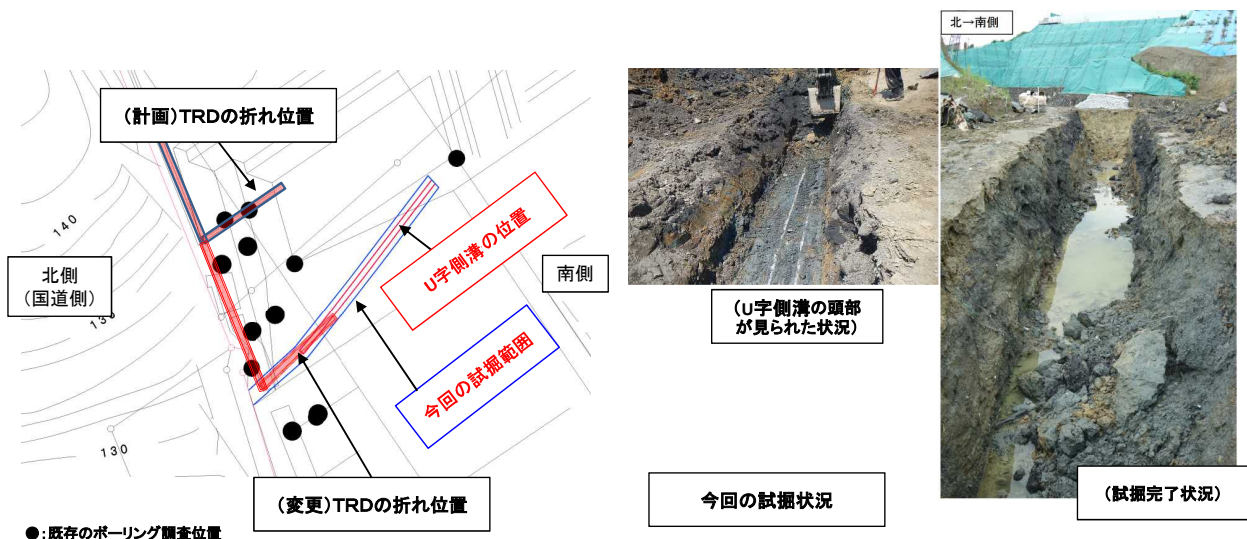 (計画)TRDの折れ位置
北側
(国道側)
140
130
130
U字側溝の位置
今回の試掘範囲
南側
(変更)TRDの折れ位置
●:既存のボーリング調査位置
(U字側溝の頭部
が見られた状況)
今回の試掘状況
北→南側
(試掘完了状況)